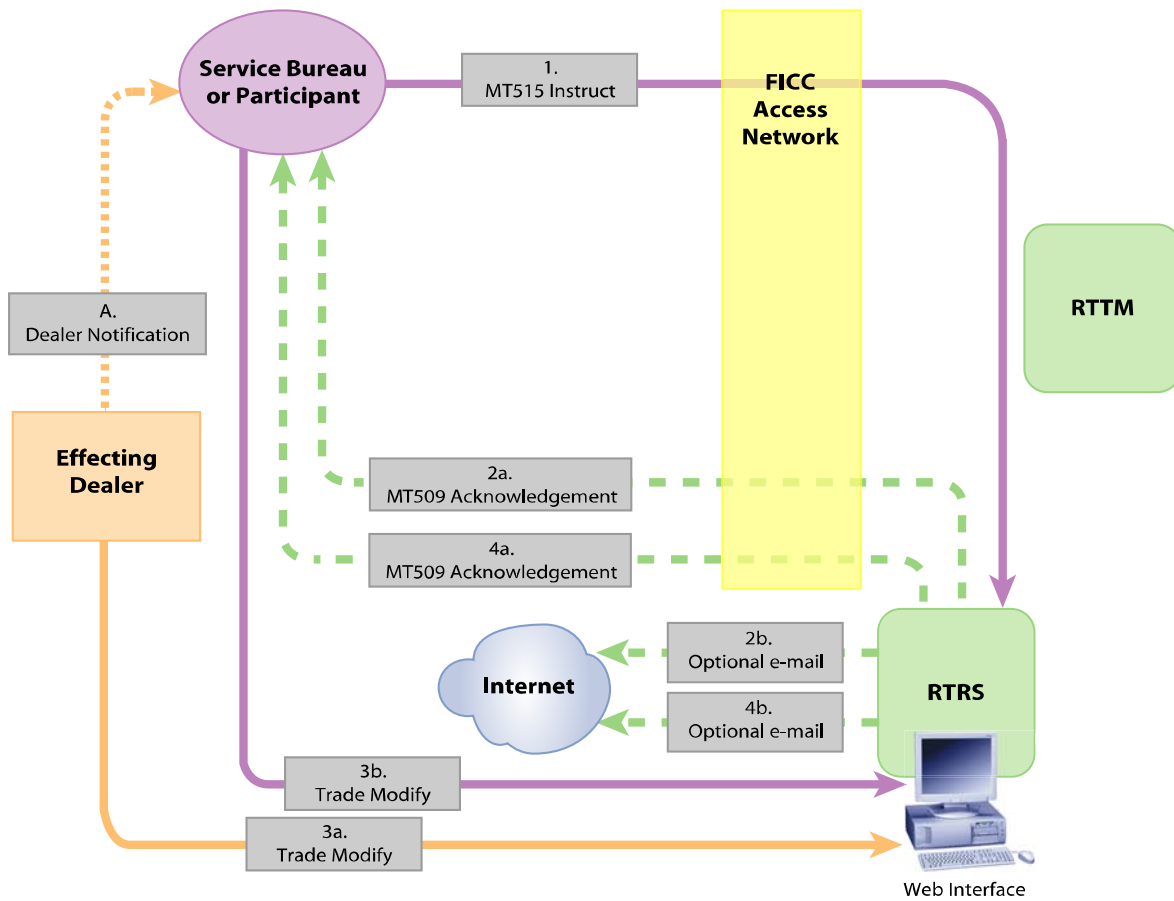 Service Bureau
or Participant
1.
MT515 Instruct
FICC
Access
Network
RTTM
A.
Dealer Notification
Effecting
Dealer
2a.
MT509 Acknowledgement
4a.
MT509 Acknowledgement
2b.
Optional e-mail
Internet
RTRS
4b.
Optional e-mail
3b.
Trade Modify
3a.
Trade Modify
Web Interface